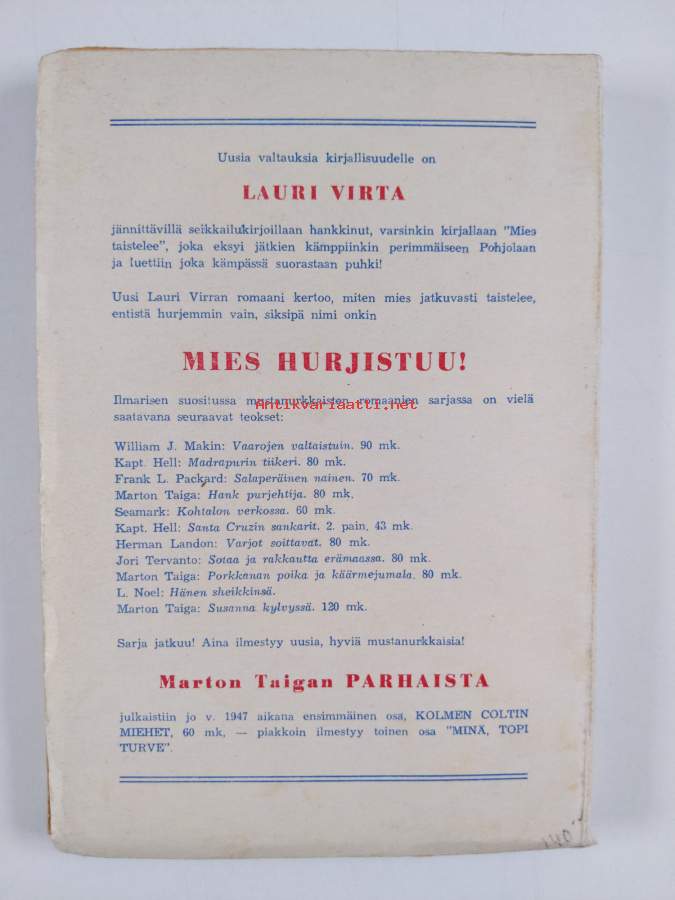 Uusia valtauksia kirjallisuudelle on
LAURI VIRTA
jännittävillä seikkailukirjoillaan hankkinut, varsinkin kirjallaan "Mies
taistelee", joka eksyi jätkien kämppiinkin perimmäiseen Pohjolaan
ja luettiin joka kämpässä suorastaan puhki!
Uusi Lauri Virran romaani kertoo, miten mies jatkuvasti taistelee,
entistä hurjemmin vain, siksipä nimi onkin
MIES HURJISTUU!
Ilmarisen suositussa mustanurkkaisten romaanien sarjassa on vielä
Antikvariaatti.net
saatavana seuraavat teokset:
William J. Makin: Vaarojen valtaistuin. 90 mk.
Kapt. Hell: Madrapurin tiikeri. 80 mk.
Frank L. Packard: Salaperäinen nainen. 70 mk.
Marton Taiga: Hank purjehtija. 80 mk.
Seamark: Kohtalon verkossa. 60 mk.
Kapt. Hell: Santa Cruzin sankarit. 2. pain. 43 mk.
Herman Landon: Varjot soittavat. 80 mk.
Jori Tervanto: Sotaa ja rakkautta erämaassa. 80 mk.
Marton Taiga: Porkkanan poika ja käärmejumala. 80 mk.
L. Noel: Hänen sheikkinsä.
Marton Taiga: Susanna kylvyssä. 120 mk.
Sarja jatkuu! Aina ilmestyy uusia, hyviä mustanurkkaisia!
Marton Taigan PARHAISTA
julkaistiin jo v. 1947 aikana ensimmäinen osa, KOLMEN COLTIN
MIEHET, 60 mk, — piakkoin ilmestyy toinen osa "MINÄ, TOPI
TURVE".